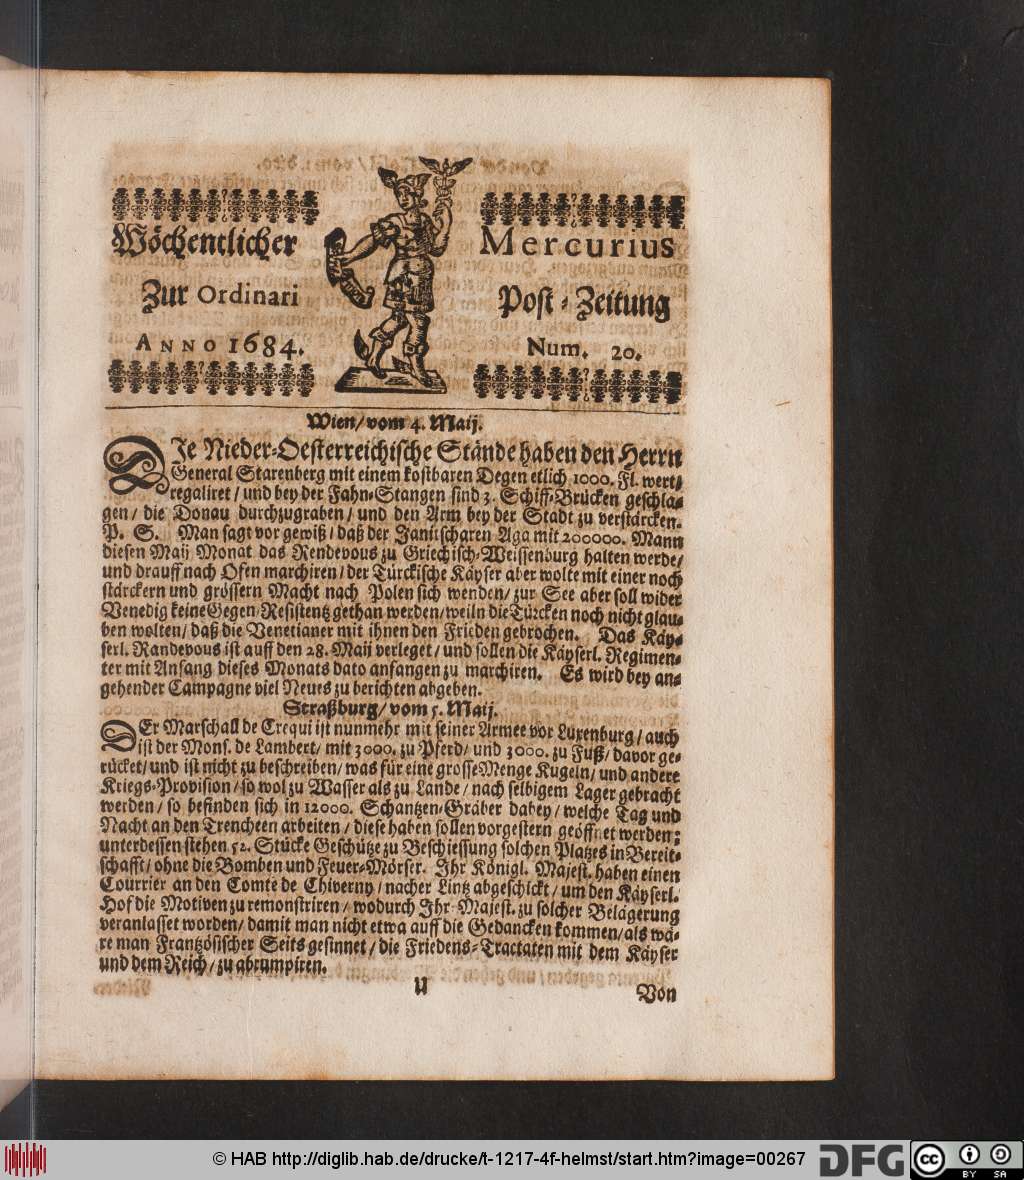 Wöchentlicher Mercurius
Zur Ordinari Post-Zeitung
ANNO 1684. Num. 20.
Wien/ vom 4. Maij.
DIe Nieder-Oesterreichische Stände haben den Herrn
General Starenberg mit einem kostbaren Degen etlich 1000. Fl. wert/
regaliret / und bey der Fahn-Stangen sind 3. Schiff-Brücken geschla-
gen / die Donau durchzugraben / und den Arm bey der Stadt zu verstärcken.
P. S. Man sagt vor gewiß / daß der Janitscharen Aga mit 200000. Mann
diesen Maij Monat das Rendevous zu Griechisch-Weissenburg halten werde/
und drauff nach Ofen marchiren / der Türckische Käyser aber wolte mit einer noch
stärckern und grössern Macht nach Polen sich wenden / zur See aber soll wider
Venedig keine Gegen-Resistentz gethan werden / weiln die Türcken noch nicht glau-
ben wolten / daß die Venetianer mit ihnen den Frieden gebrochen. Das Käy-
serl. Randevous ist auff den 28. Maij verleget / und sollen die Käyserl. Regimen-
ter mit Anfang dieses Monats dato anfangen zu marchiren. Es wird bey an-
gehender Campagne viel Neues zu berichten abgeben.
Straßburg / vom 5. Maij.
DEr Marschall de Crequi ist nunmehr mit seiner Armee vor Luxenburg / auch
ist der Mons. de Lambert / mit 3000. zu Pferd / und 3000. zu Fuß / davor ge-
rücket / und ist nicht zu beschreiben / was für eine grosse Menge Kugeln / und andere
Kriegs-Provision / so wol zu Wasser als zu Lande / nach selbigem Lager gebracht
werden / so befinden sich in 12000. Schantzen-Gräber dabey / welche Tag und
Nacht an den Trencheen arbeiten / diese haben sollen vorgestern geöffnet werden;
unterdessen stehen 52. Stücke Geschütze zu Beschiessung solchen Platzes in Bereit-
schafft / ohne die Bomben und Feuer-Mörser. Ihr Königl. Majest. haben einen
Courrier an den Comte de Chiverny / nacher Lintz abgeschickt / um den Käyserl.
Hof die Motiven zu remonstriren / wodurch Ihr Majest. zu solcher Belägerung
veranlasset worden / damit man nicht etwa auff die Gedancken kommen / als wä-
re man Frantzösischer Seits gesinnet / die Friedens-Tractaten mit dem Käyser
und dem Reich / zu abrumpiren.
U Von
© HAB http://diglib.hab.de/drucke/t-1217-4f-helmst/start.htm?image=00267
DFG
cc BY SA